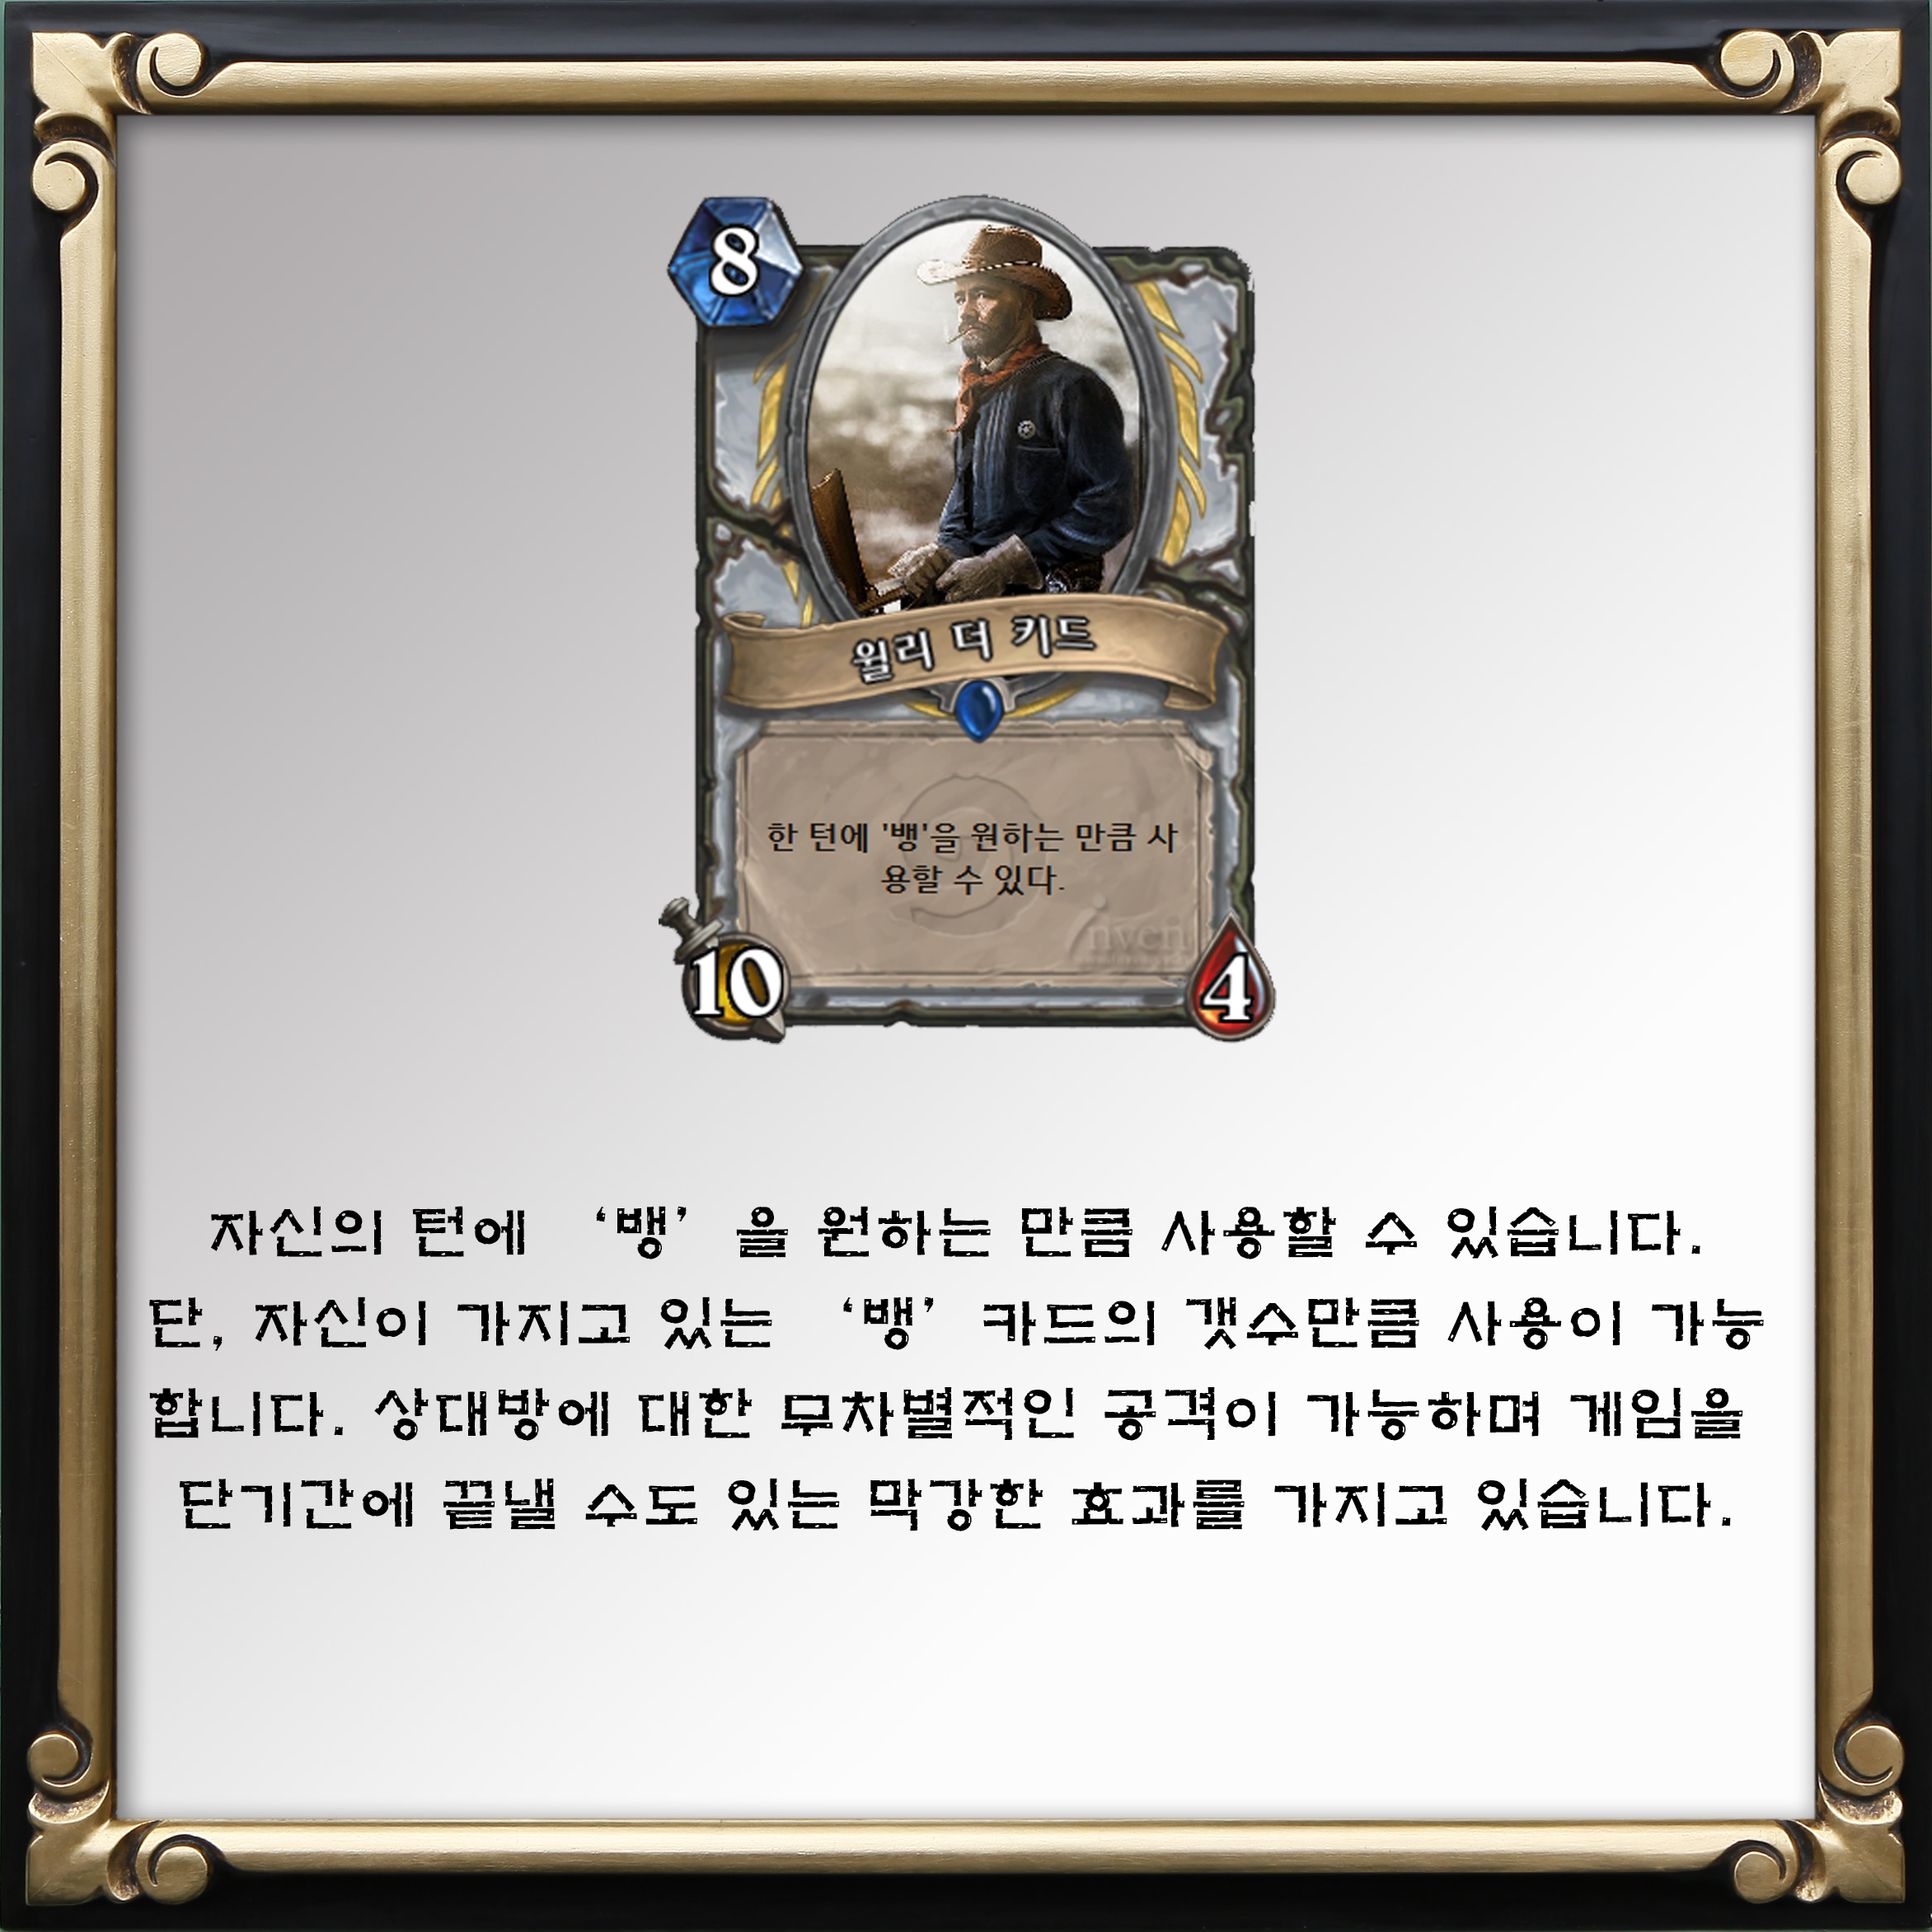 8
윌리 더 키드
한 턴에 '뱅'을 원하는 만큼 사
용할 수 있다.
inven
10
4
자신의 턴에 ‘뱅’을 원하는 만큼 사용할 수 있습니다.
단, 자신이 가지고 있는 ‘뱅’카드의 갯수만큼 사용이 가능
합니다. 상대방에 대한 무차별적인 공격이 가능하며 게임을
단기간에 끝낼 수도 있는 막강한 효과를 가지고 있습니다.